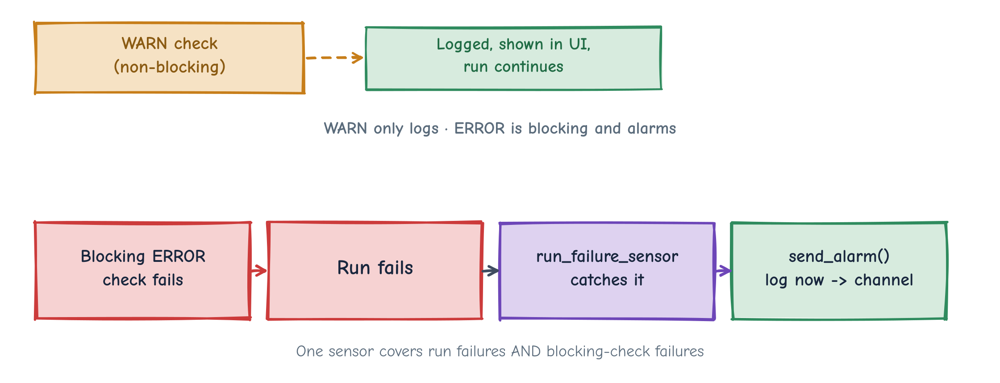 WARN check
(non-blocking)
Logged, shown in UI,
run continues
WARN only logs · ERROR is blocking and alarms
Blocking ERROR
check fails
Run fails
run_failure_sensor
catches it
send_alarm()
log now -> channel
One sensor covers run failures AND blocking-check failures